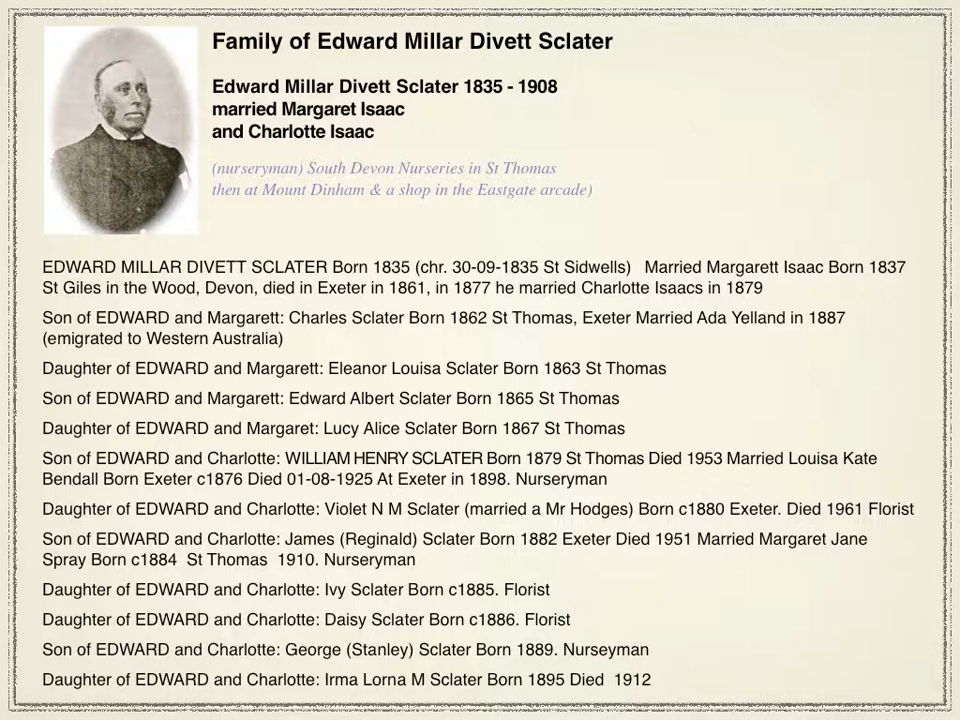 Family of Edward Millar Divett Sclater
Edward Millar Divett Sclater 1835 - 1908
married Margaret Isaac
and Charlotte Isaac
(nurseryman) South Devon Nurseries in St Thomas
then at Mount Dinham & a shop in the Eastgate arcade)
EDWARD MILLAR DIVETT SCLATER Born 1835 (chr. 30-09-1835 St Sidwells)   Married Margarett Isaac Born 1837
St Giles in the Wood, Devon, died in Exeter in 1861, in 1877 he married Charlotte Isaacs in 1879
Son of EDWARD and Margarett: Charles Sclater Born 1862 St Thomas, Exeter Married Ada Yelland in 1887
(emigrated to Western Australia)
Daughter of EDWARD and Margarett: Eleanor Louisa Sclater Born 1863 St Thomas
Son of EDWARD and Margarett: Edward Albert Sclater Born 1865 St Thomas
Daughter of EDWARD and Margaret: Lucy Alice Sclater Born 1867 St Thomas
Son of EDWARD and Charlotte: WILLIAM HENRY SCLATER Born 1879 St Thomas Died 1953 Married Louisa Kate
Bendall Born Exeter c1876 Died 01-08-1925 At Exeter in 1898. Nurseryman
Daughter of EDWARD and Charlotte: Violet N M Sclater (married a Mr Hodges) Born c1880 Exeter. Died 1961 Florist
Son of EDWARD and Charlotte: James (Reginald) Sclater Born 1882 Exeter Died 1951 Married Margaret Jane
Spray Born c1884  St Thomas  1910. Nurseryman
Daughter of EDWARD and Charlotte: Ivy Sclater Born c1885. Florist
Daughter of EDWARD and Charlotte: Daisy Sclater Born c1886. Florist
Son of EDWARD and Charlotte: George (Stanley) Sclater Born 1889. Nurseyman
Daughter of EDWARD and Charlotte: Irma Lorna M Sclater Born 1895 Died  1912